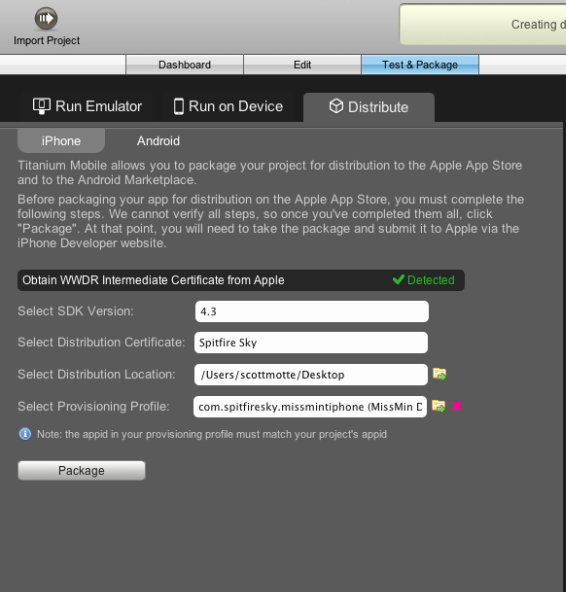 Import Project
Creating d
Dashboard Edit Test & Package
Run Emulator Run on Device Distribute
iPhone Android
Titanium Mobile allows you to package your project for distribution to the Apple App Store
and to the Android Marketplace.
Before packaging your app for distribution on the Apple App Store, you must complete the
following steps. We cannot verify all steps, so once you've completed them all, click
"Package". At that point, you will need to take the package and submit it to Apple via the
iPhone Developer website.
Obtain WWDR Intermediate Certificate from Apple Detected
Select SDK Version: 4.3
Select Distribution Certificate: Spitfire Sky
Select Distribution Location: /Users/scottmotte/Desktop
Select Provisioning Profile: com.spitfiresky.missmintiphone (MissMin D
Note: the appid in your provisioning profile must match your project's appid
Package